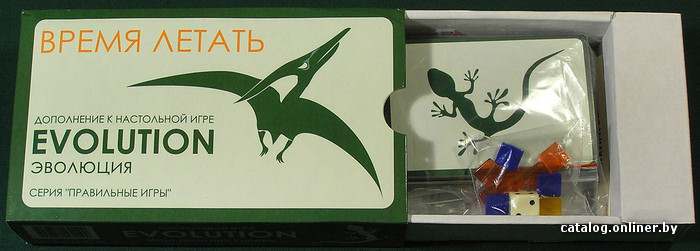 ВРЕМЯ ЛЕТАТЬ
ДОПОЛНЕНИЕ К НАСТОЛЬНОЙ ИГРЕ
EVOLUTION
ЭВОЛЮЦИЯ
СЕРИЯ "ПРАВИЛЬНЫЕ ИГРЫ"
EVOLUTION
catalog.onliner.by